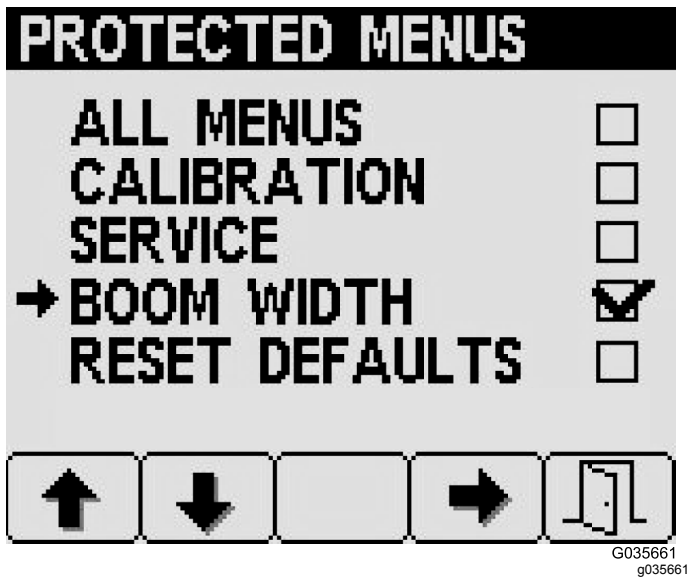 PROTECTED MENUS
ALL MENUS
CALIBRATION
SERVICE
BOOM WIDTH
RESET DEFAULTS
G035661
g035661